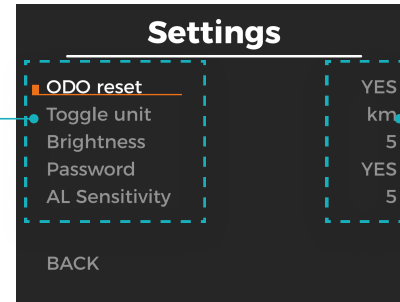 Settings
ODO reset YES
Toggle unit km
Brightness 5
Password YES
AL Sensitivity 5
BACK